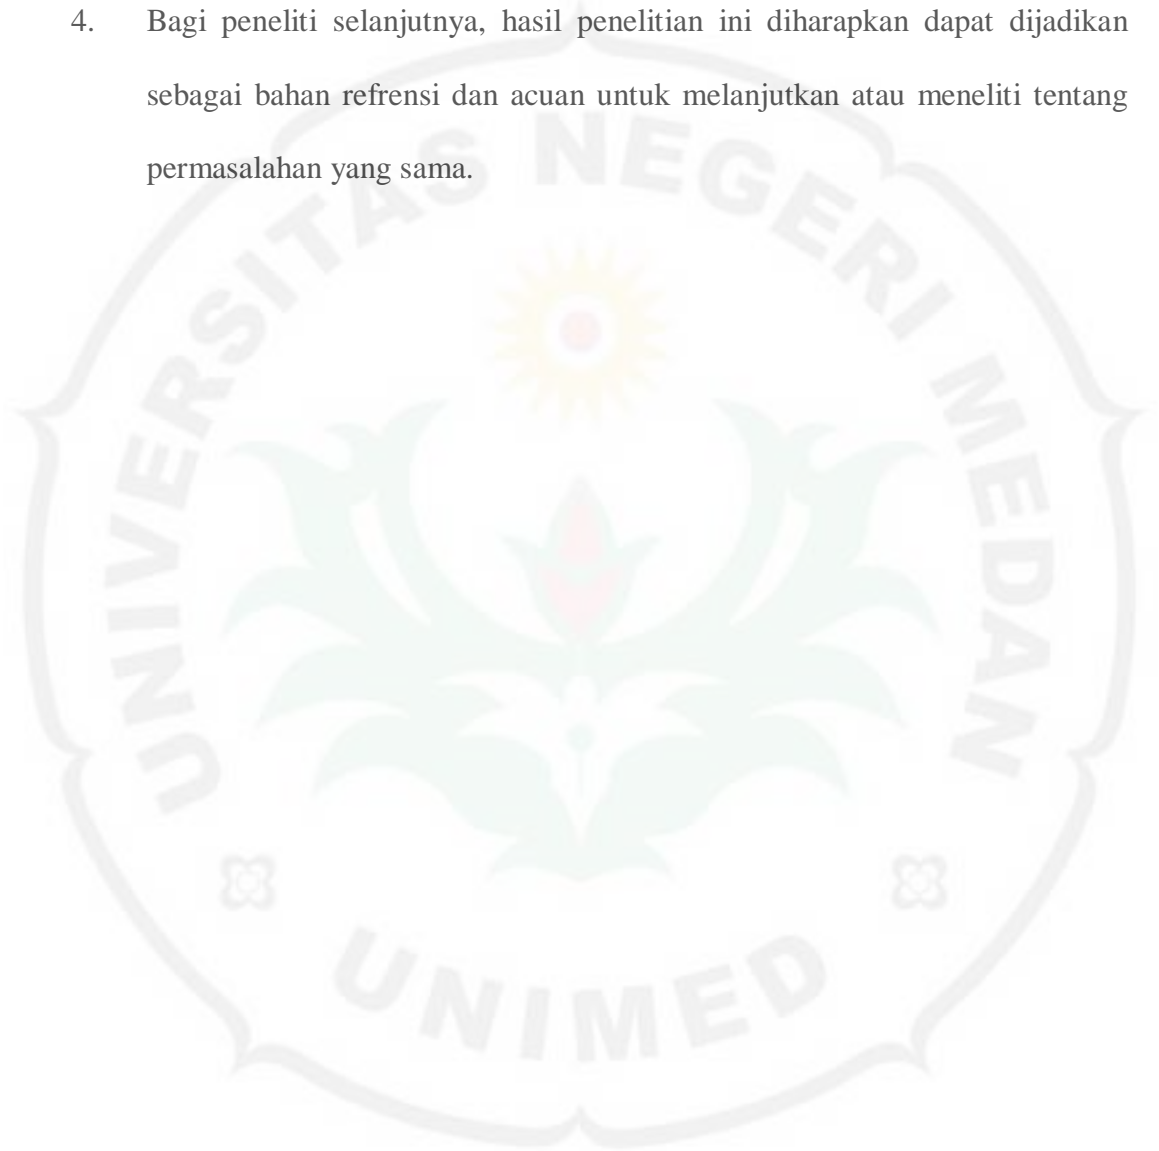 4. Bagi peneliti selanjutnya, hasil penelitian ini diharapkan dapat dijadikan
sebagai bahan refrensi dan acuan untuk melanjutkan atau meneliti tentang
permasalahan yang sama.
UNIVERSITAS NEGERI MEDAN
UNIMED